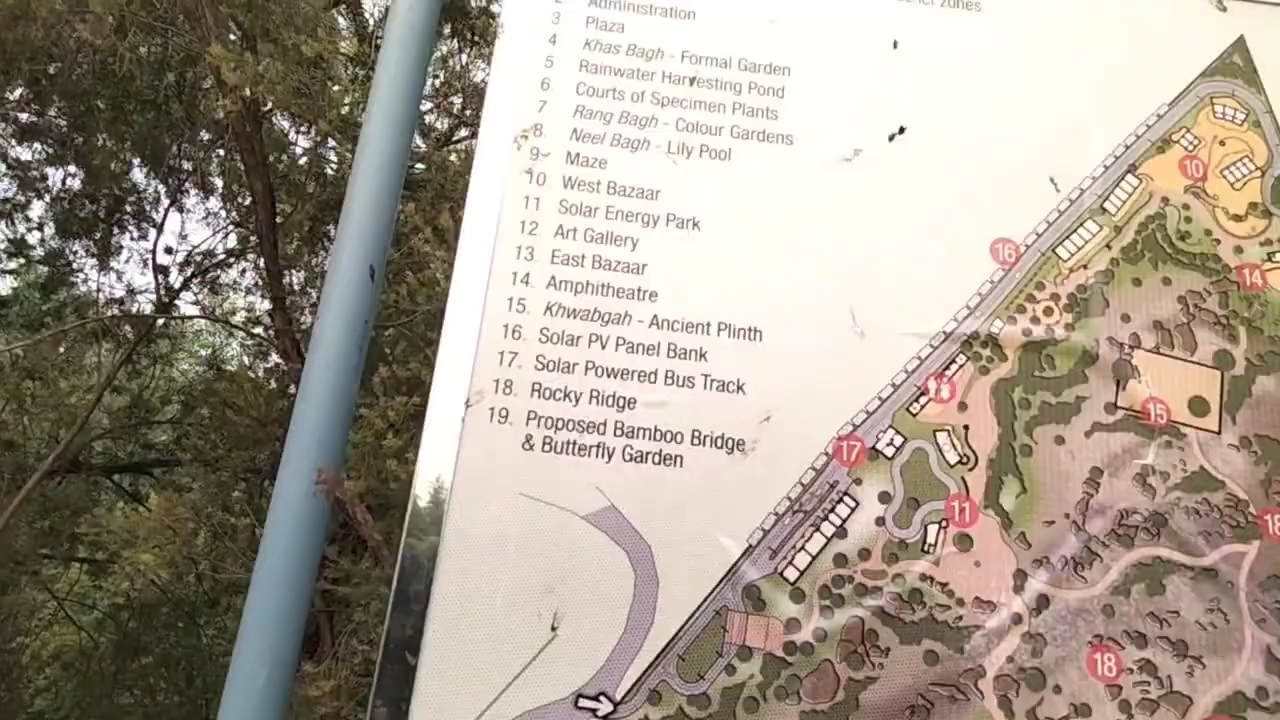 2 Administration
zones
3 Plaza
4 Khas Bagh - Formal Garden
5 Rainwater Harvesting Pond
6 Courts of Specimen Plants
7 Rang Bagh - Colour Gardens
8. Neel Bagh - Lily Pool
9 Maze
10 West Bazaar
11 Solar Energy Park
12 Art Gallery
13. East Bazaar
14. Amphitheatre
15. Khwabgah - Ancient Plinth
16. Solar PV Panel Bank
17. Solar Powered Bus Track
18. Rocky Ridge
19. Proposed Bamboo Bridge
& Butterfly Garden
10
16
14
15
17
11
18
18